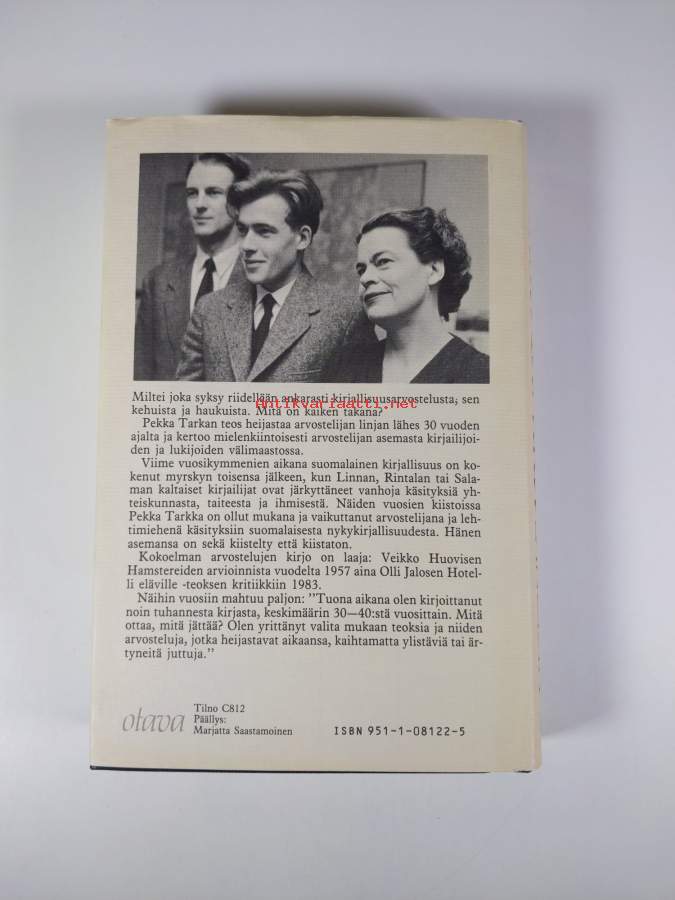 Miltei joka syksy riidellään ankarasti kirjallisuusarvostelusta, sen
antikvariaatti.net
kehuista ja haukuista. Mitä on kaiken takana?
Pekka Tarkan teos heijastaa arvostelijan linjan lähes 30 vuoden
ajalta ja kertoo mielenkiintoisesti arvostelijan asemasta kirjailijoi-
den ja lukijoiden välimaastossa.
Viime vuosikymmenien aikana suomalainen kirjallisuus on ko-
kenut myrskyn toisensa jälkeen, kun Linnan, Rintalan tai Sala-
man kaltaiset kirjailijat ovat järkyttäneet vanhoja käsityksiä yh-
teiskunnasta, taiteesta ja ihmisestä. Näiden vuosien kiistoissa
Pekka Tarkka on ollut mukana ja vaikuttanut arvostelijana ja leh-
timiehenä käsityksiin suomalaisesta nykykirjallisuudesta. Hänen
asemansa on sekä kiistelty että kiistaton.
Kokoelman arvostelujen kirjo on laaja: Veikko Huovisen
Hamstereiden arvioinnista vuodelta 1957 aina Olli Jalosen Hotel-
li eläville -teoksen kritiikkiin 1983.
Näihin vuosiin mahtuu paljon: ”Tuona aikana olen kirjoittanut
noin tuhannesta kirjasta, keskimäärin 30—40:stä vuosittain. Mitä
ottaa, mitä jättää? Olen yrittänyt valita mukaan teoksia ja niiden
arvosteluja, jotka heijastavat aikaansa, kaihtamatta ylistäviä tai är-
tyneitä juttuja.”
otava
Tilno C812
Päällys:
Marjatta Saastamoinen
ISBN 951-1-08122-5